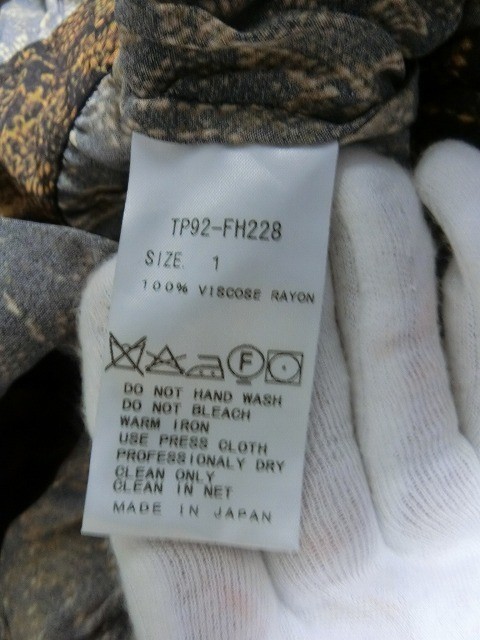 TP92-FH228
SIZE. 1
100% VISCOSE RAYON
F
DO NOT HAND WASH
DO NOT BLEACH
WARM IRON
USE PRESS CLOTH
PROFESSIONALY DRY
CLEAN ONLY
CLEAN IN NET
MADE IN JAPAN